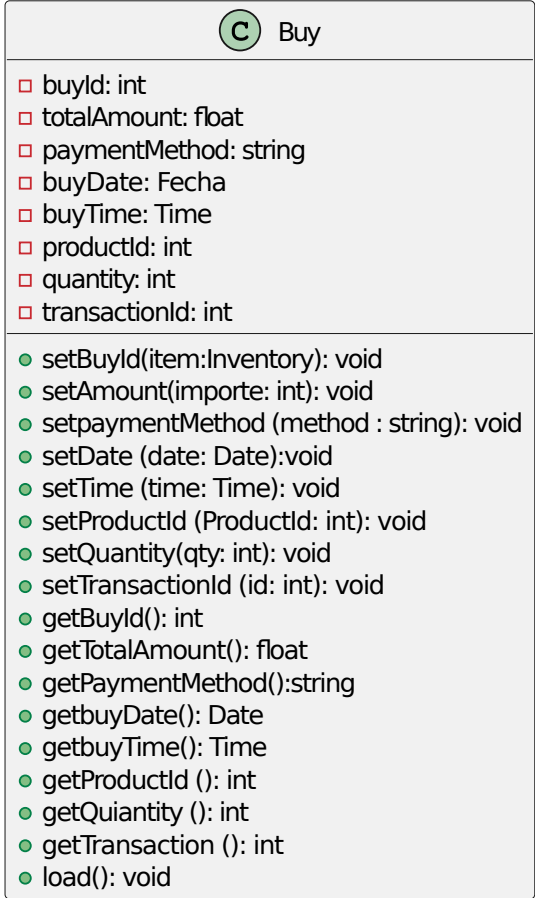 C Buy
buyId: int
totalAmount: float
paymentMethod: string
buyDate: Fecha
buyTime: Time
productId: int
quantity: int
transactionId: int
setBuyId(item:Inventory): void
setAmount(importe: int): void
setpaymentMethod (method : string): void
setDate (date: Date):void
setTime (time: Time): void
setProductId (ProductId: int): void
setQuantity(qty: int): void
setTransactionId (id: int): void
getBuyId(): int
getTotalAmount(): float
getPaymentMethod():string
getbuyDate(): Date
getbuyTime(): Time
getProductId (): int
getQuiantity (): int
getTransaction (): int
load(): void